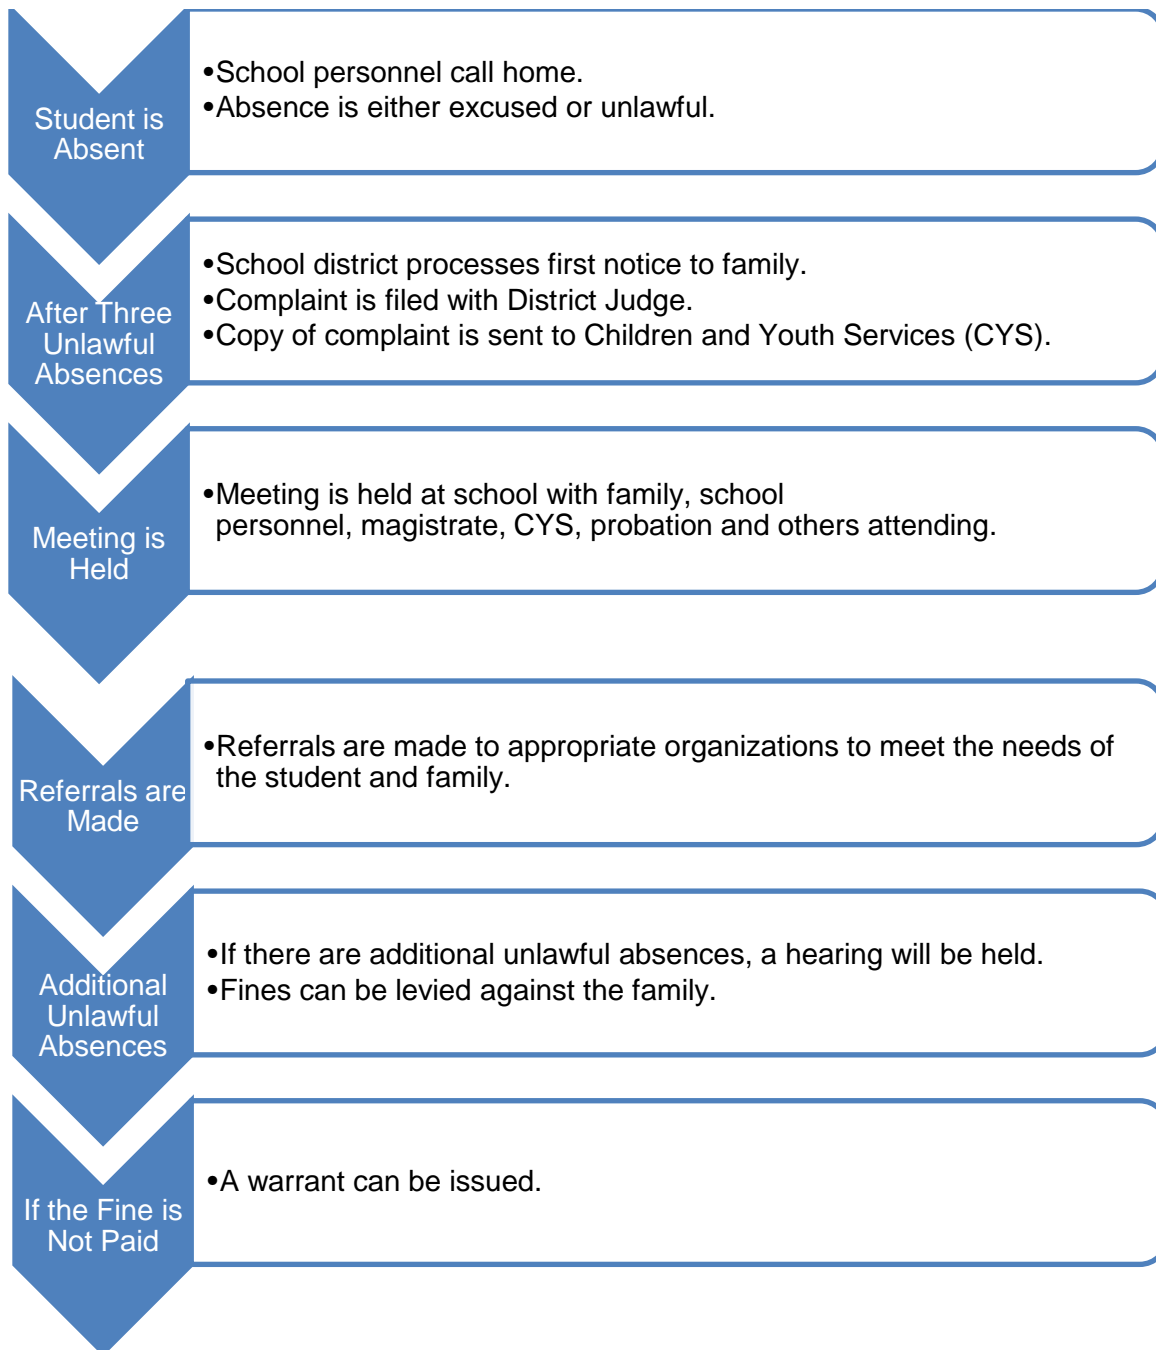 Student is
Absent
•School personnel call home.
•Absence is either excused or unlawful.
After Three
Unlawful
Absences
•School district processes first notice to family.
•Complaint is filed with District Judge.
•Copy of complaint is sent to Children and Youth Services (CYS).
Meeting is
Held
•Meeting is held at school with family, school
personnel, magistrate, CYS, probation and others attending.
Referrals are
Made
•Referrals are made to appropriate organizations to meet the needs of
the student and family.
Additional
Unlawful
Absences
•If there are additional unlawful absences, a hearing will be held.
•Fines can be levied against the family.
If the Fine is
Not Paid
•A warrant can be issued.